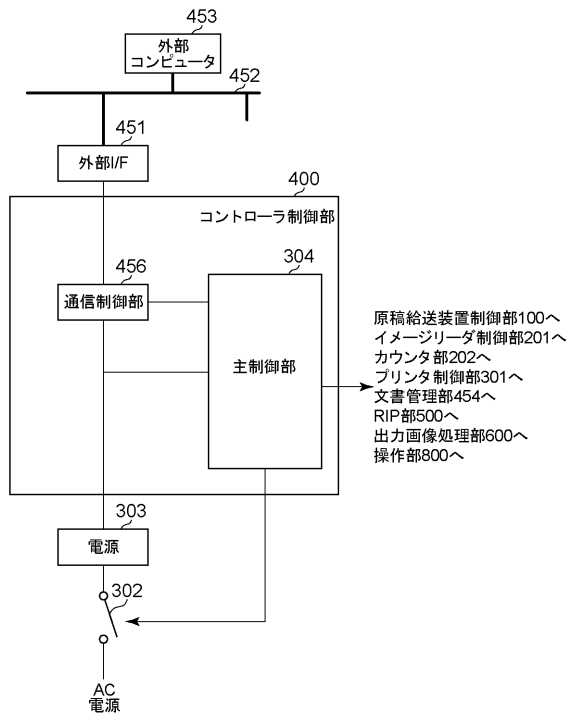 453
外部
コンピュータ
452
451
外部I/F
400
コントローラ制御部
456
304
通信制御部
主制御部
原稿給送装置制御部100へ
イメージリーダ制御部201へ
カウンタ部202へ
プリンタ制御部301へ
文書管理部454へ
RIP部500へ
出力画像処理部600へ
操作部800へ
303
電源
302
AC
電源